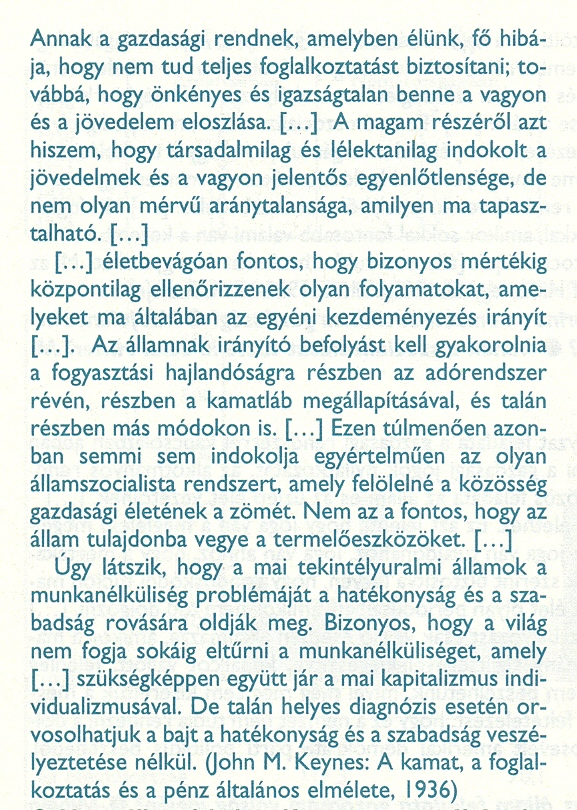 Annak a gazdasági rendnek, amelyben élünk, fő hibá-
ja, hogy nem tud teljes foglalkoztatást biztosítani; to-
vábbá, hogy önkényes és igazságtalan benne a vagyon
és a jövedelem eloszlása. [...] A magam részéről azt
hiszem, hogy társadalmilag és lélektanilag indokolt a
jövedelmek és a vagyon jelentős egyenlőtlensége, de
nem olyan mérvű aránytalansága, amilyen ma tapasz-
talható. [...]
[...] életbevágóan fontos, hogy bizonyos mértékig
központilag ellenőrizzenek olyan folyamatokat, ame-
lyeket ma általában az egyéni kezdeményezés irányít
[...]. Az államnak irányító befolyást kell gyakorolnia
a fogyasztási hajlandóságra részben az adórendszer
révén, részben a kamatláb megállapításával, és talán
részben más módokon is. [...] Ezen túlmenően azon-
ban semmi sem indokolja egyértelműen az olyan
államszocialista rendszert, amely felölelné a közösség
gazdasági életének a zömét. Nem az a fontos, hogy az
állam tulajdonba vegye a termelőeszközöket. [...]
Úgy látszik, hogy a mai tekintélyuralmi államok a
munkanélküliség problémáját a hatékonyság és a sza-
badság rovására oldják meg. Bizonyos, hogy a világ
nem fogja sokáig eltűrni a munkanélküliséget, amely
[...] szükségképpen együtt jár a mai kapitalizmus indi-
vidualizmusával. De talán helyes diagnózis esetén or-
vosolhatjuk a bajt a hatékonyság és a szabadság veszé-
lyeztetése nélkül. (John M. Keynes: A kamat, a foglal-
koztatás és a pénz általános elmélete, 1936)